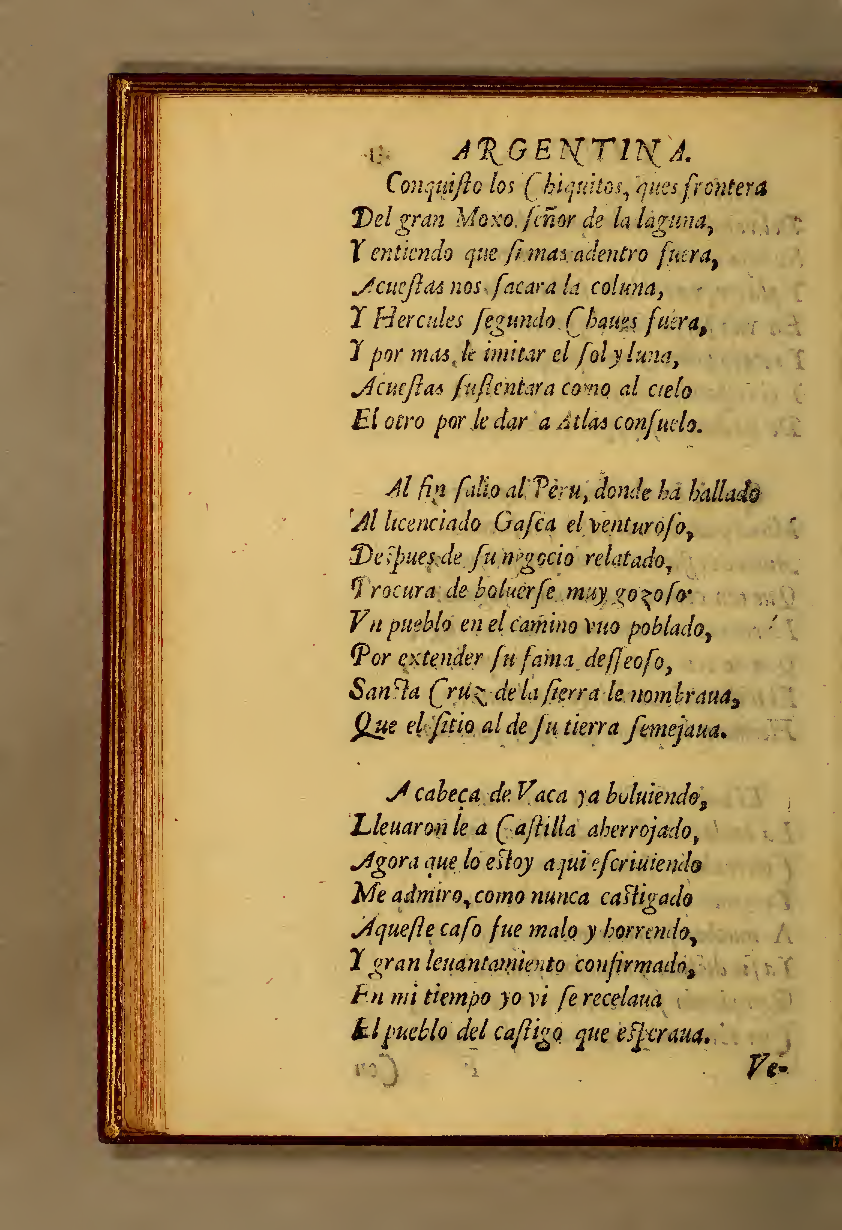 ARGENTINA.
Conquiſto los Chiquitos, ques frontera
Del gran Moxo ſeñor de la laguna,
Y entiendo que ſi mas adentro fuera,
Acueſtas nos ſacara la coluna,
Y Hercules ſegundo Chaues fuera,
Y por mas le imitar el ſol y luna,
Acueſtas ſuſtentara como al cielo
El otro por le dar a Atlas conſuelo.
Al fin ſalio al Peru, donde ha hallado
Al licenciado Gaſca el venturoſo,
Deſpues de ſu negocio relatado,
Procura de boluerſe muy gozoſo
Vn pueblo en el camino vuo poblado,
Por extender ſu fama deſſeoſo,
Sancta Cruz de la ſierra le nombraua,
Que el ſitio al de ſu tierra ſemejaua.
A cabeça de Vaca ya boluiendo,
Lleuaron le a Caſtilla aherrojado,
Agora que lo eſtoy aqui eſcriuiendo
Me admiro, como nunca caſtigado
Aqueſte caſo fue malo y horrendo,
Y gran leuantamiento confirmado,
En mi tiempo yo vi ſe recelaua
El pueblo del caſtigo que eſperaua.
Ve-